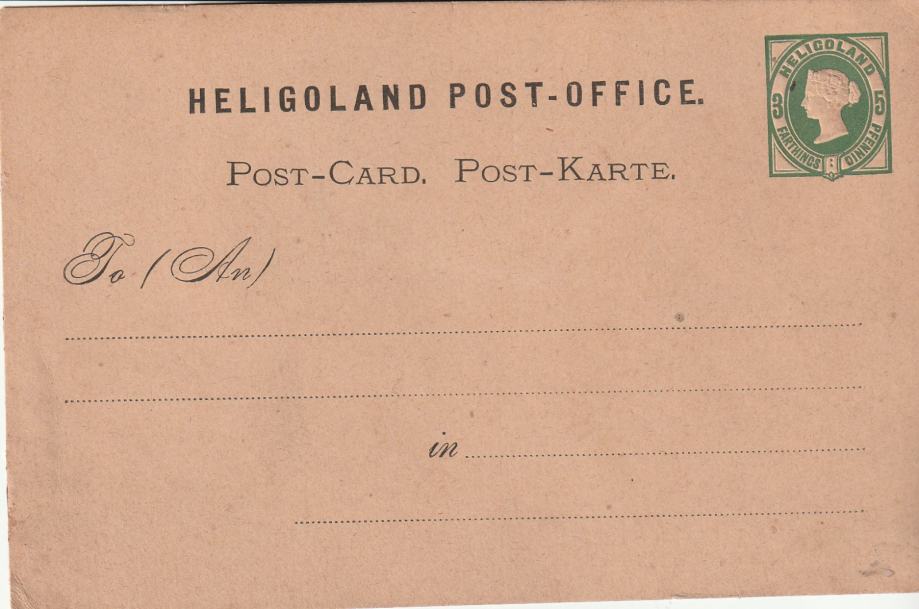 HELIGOLAND
3 5
FARTHINGS PFENNIG
HELIGOLAND POST-OFFICE.
POST-CARD. POST-KARTE.
To (An)
in